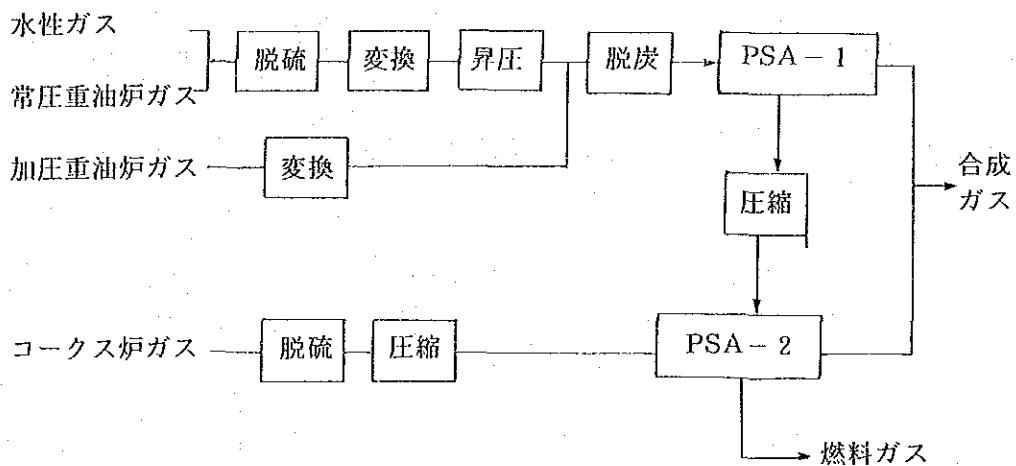 水性ガス
常圧重油炉ガス
脱硫
変換
昇圧
脱炭
PSA-1
加圧重油炉ガス
変換
圧縮
合成
ガス
コークス炉ガス
脱硫
圧縮
PSA-2
燃料ガス